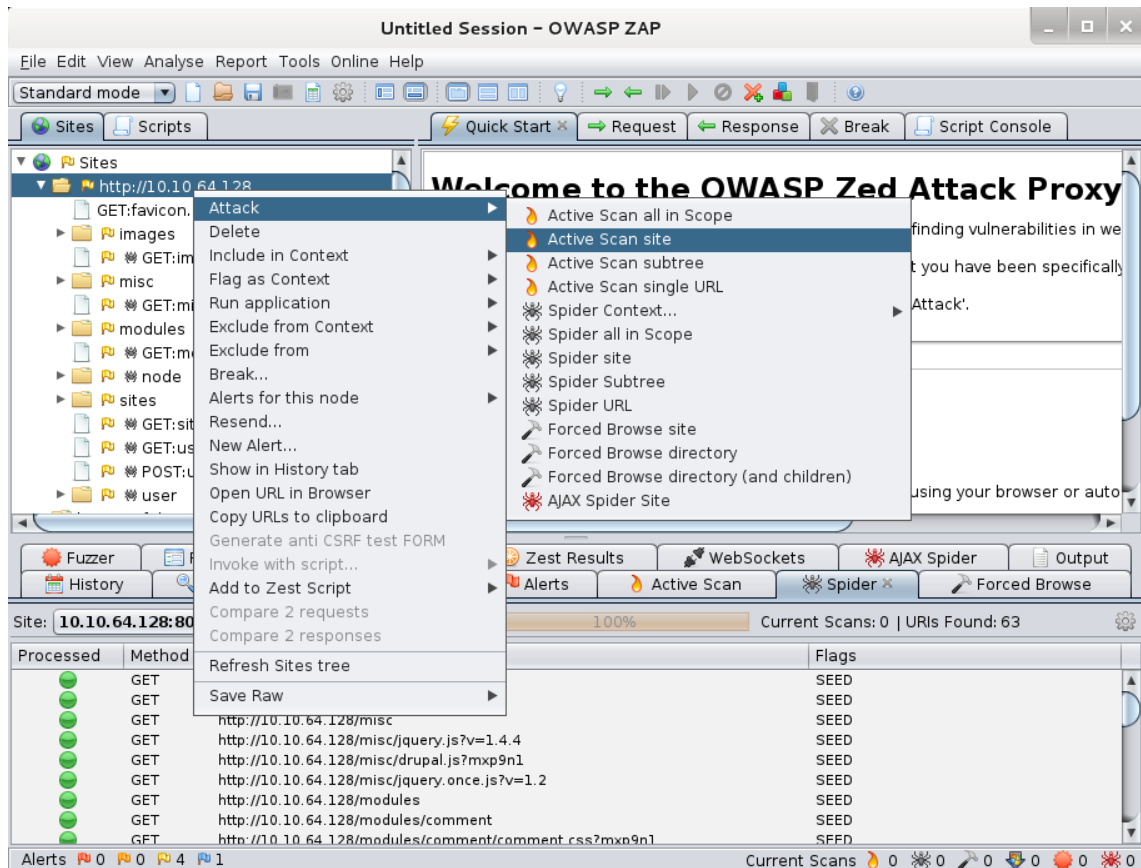 Untitled Session – OWASP ZAP
File Edit View Analyse Report Tools Online Help
Standard mode
Sites Scripts
Quick Start Request Response Break Script Console
Sites
http://10.10.64.128
GET:favicon.
images
GET:im
misc
GET:mi
modules
GET:mo
node
sites
GET:sit
GET:us
POST:u
user
Welcome to the OWASP Zed Attack Proxy
finding vulnerabilities in we
t you have been specifically
Attack'.
using your browser or auto
Attack
Delete
Include in Context
Flag as Context
Run application
Exclude from Context
Exclude from
Break...
Alerts for this node
Resend...
New Alert...
Show in History tab
Open URL in Browser
Copy URLs to clipboard
Generate anti CSRF test FORM
Invoke with script...
Add to Zest Script
Compare 2 requests
Compare 2 responses
Refresh Sites tree
Save Raw
Active Scan all in Scope
Active Scan site
Active Scan subtree
Active Scan single URL
Spider Context...
Spider all in Scope
Spider site
Spider Subtree
Spider URL
Forced Browse site
Forced Browse directory
Forced Browse directory (and children)
AJAX Spider Site
Fuzzer Zest Results WebSockets AJAX Spider Output
History Alerts Active Scan Spider Forced Browse
Site: 10.10.64.128:80 100% Current Scans: 0 | URIs Found: 63
Processed Method Flags
GET SEED
GET SEED
GET http://10.10.64.128/misc SEED
GET http://10.10.64.128/misc/jquery.js?v=1.4.4 SEED
GET http://10.10.64.128/misc/drupal.js?mxp9n1 SEED
GET http://10.10.64.128/misc/jquery.once.js?v=1.2 SEED
GET http://10.10.64.128/modules SEED
GET http://10.10.64.128/modules/comment SEED
GET http://10.10.64.128/modules/comment/comment.css?mxp9n1 SEED
Alerts 0 0 4 1 Current Scans 0 0 0 0 0 0